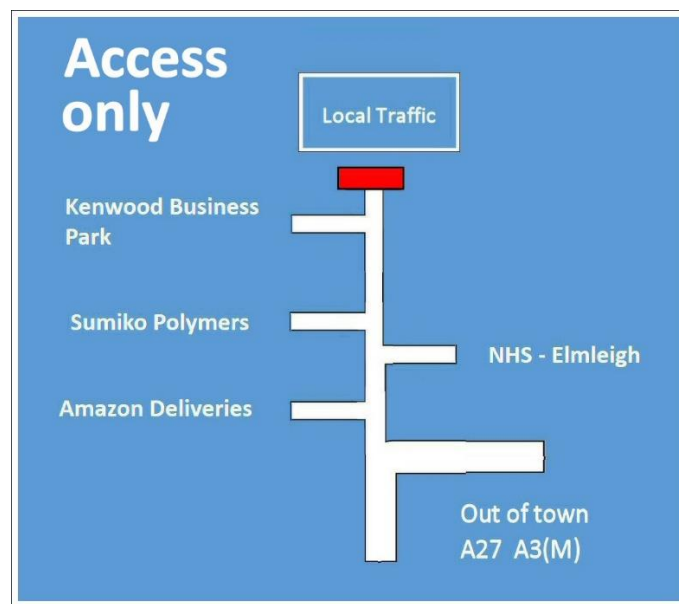 Access
only
Local Traffic
Kenwood Business
Park
Sumiko Polymers
NHS - Elmleigh
Amazon Deliveries
Out of town
A27 A3(M)